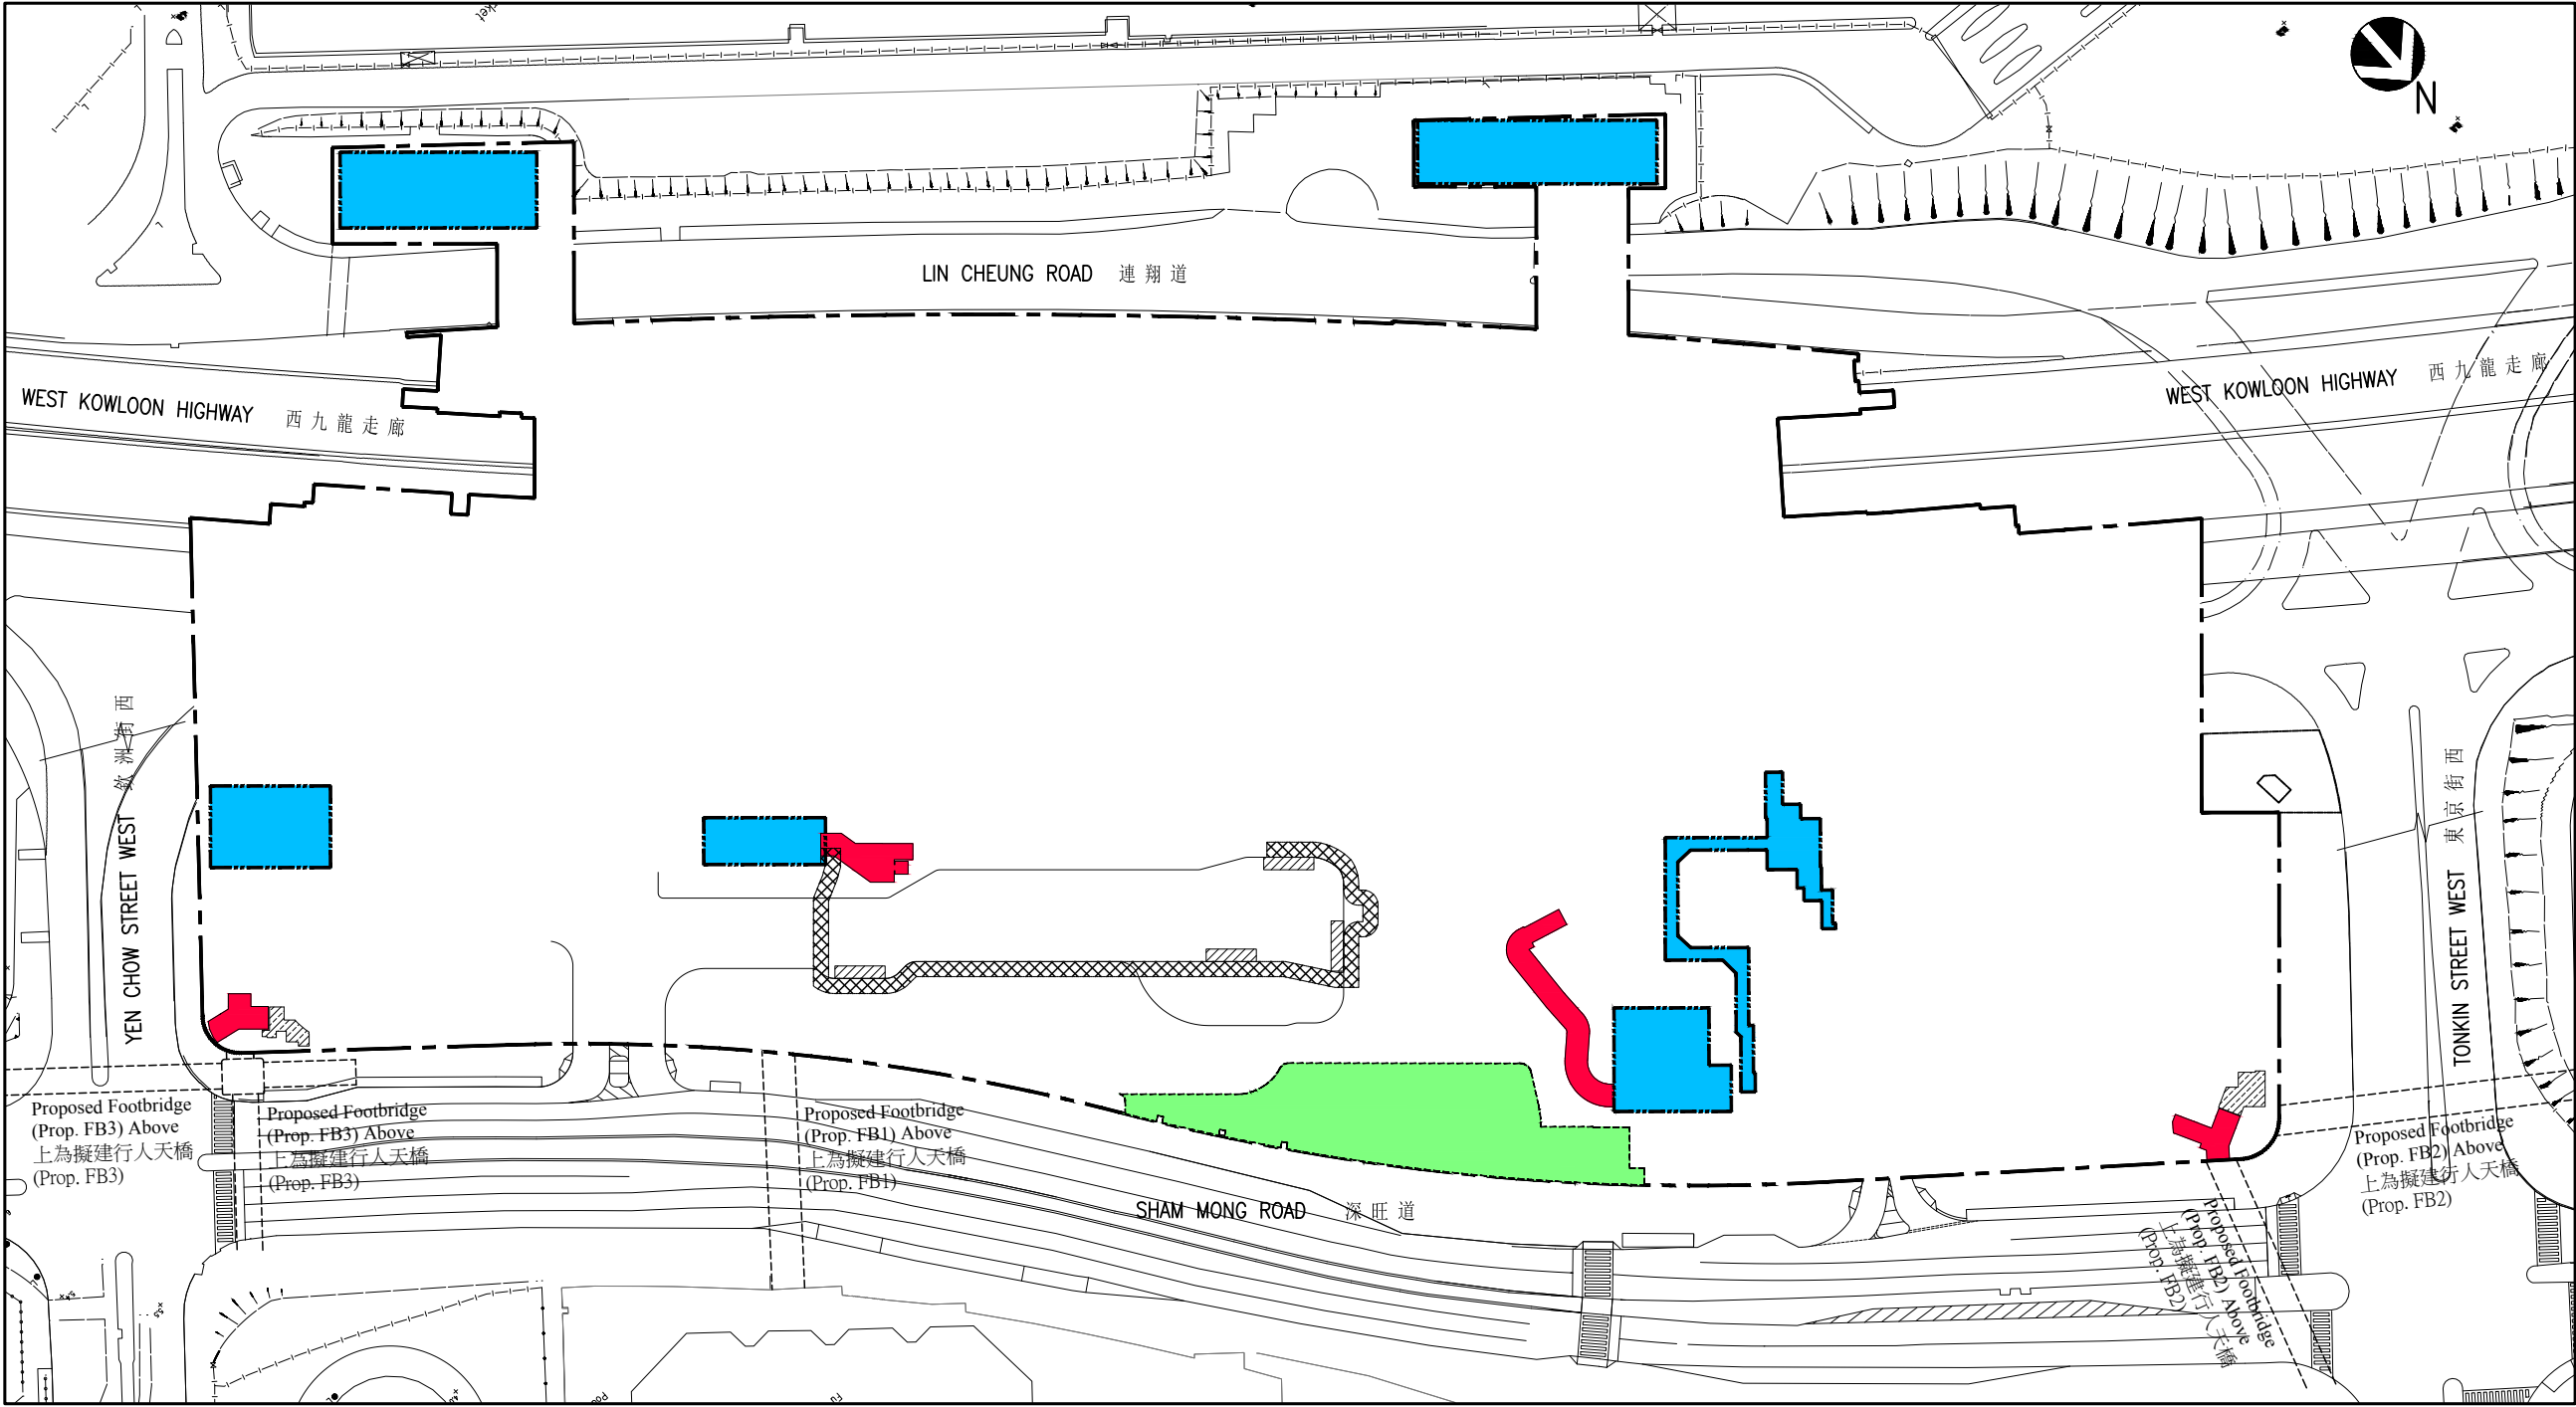 N
LIN CHEUNG ROAD 連翔道
WEST KOWLOON HIGHWAY 西九龍走廊
WEST KOWLOON HIGHWAY 西九龍走廊
YEN CHOW STREET WEST 欽洲街西
TONKIN STREET WEST 東京街西
Proposed Footbridge
(Prop. FB3) Above
上為擬建行人天橋
(Prop. FB3)
Proposed Footbridge
(Prop. FB3) Above
上為擬建行人天橋
(Prop. FB3)
Proposed Footbridge
(Prop. FB1) Above
上為擬建行人天橋
(Prop. FB1)
SHAM MONG ROAD 深旺道
Proposed Footbridge
(Prop. FB2) Above
上為擬建行人天橋
(Prop. FB2)
Proposed Footbridge
(Prop. FB2) Above
上為擬建行人天橋
(Prop. FB2)